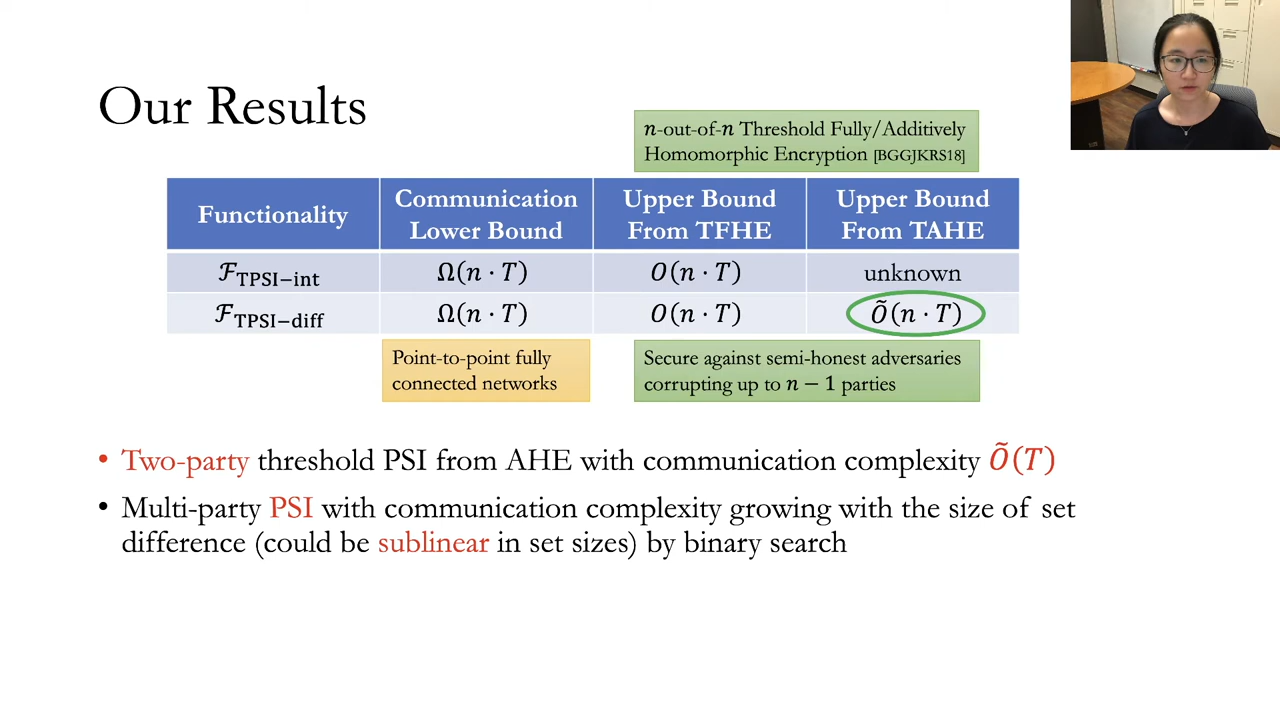 Our Results
n-out-of-n Threshold Fully/Additively
Homomorphic Encryption [BGGJKRS18]
Functionality
Communication Lower Bound
Upper Bound From TFHE
Upper Bound From TAHE
ℱ_TPSI−int Ω(n · T) O(n · T) unknown
ℱ_TPSI−diff Ω(n · T) O(n · T) Õ(n · T)
Point-to-point fully
connected networks
Secure against semi-honest adversaries
corrupting up to n − 1 parties
• Two-party threshold PSI from AHE with communication complexity Õ(T)
• Multi-party PSI with communication complexity growing with the size of set
difference (could be sublinear in set sizes) by binary search